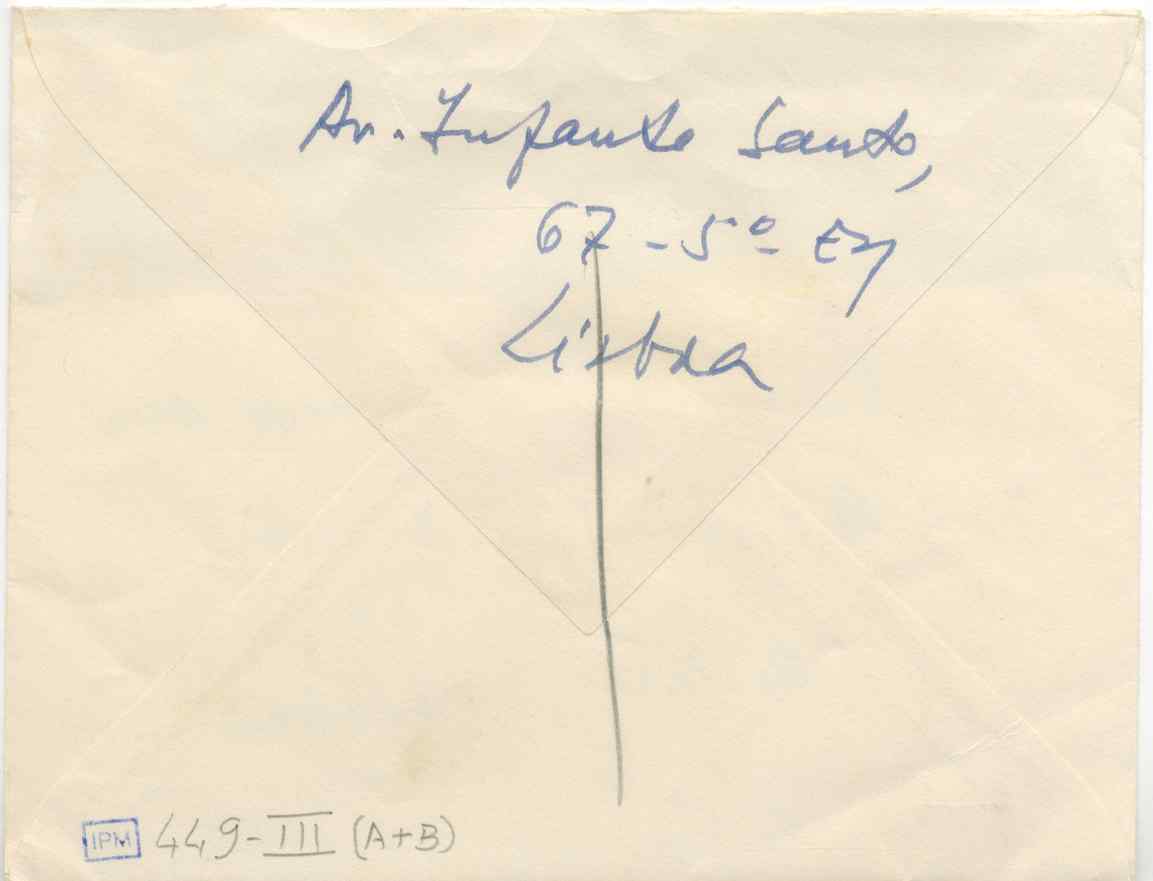 Av. Infante Santo,
67 - 5º Eq
Lisboa
IPM 449-III (A+B)